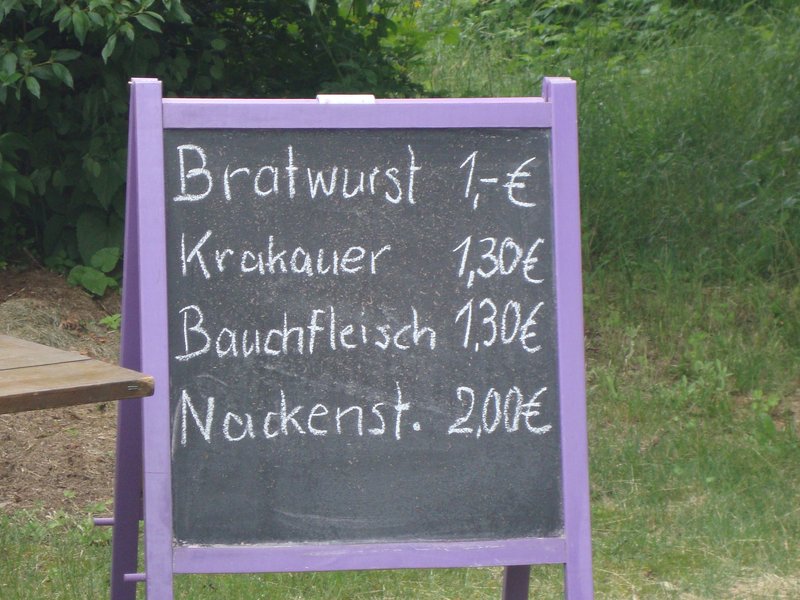 Bratwurst 1,-€
Krakauer 1,30€
Bauchfleisch 1,30€
Nackenst. 2,00€